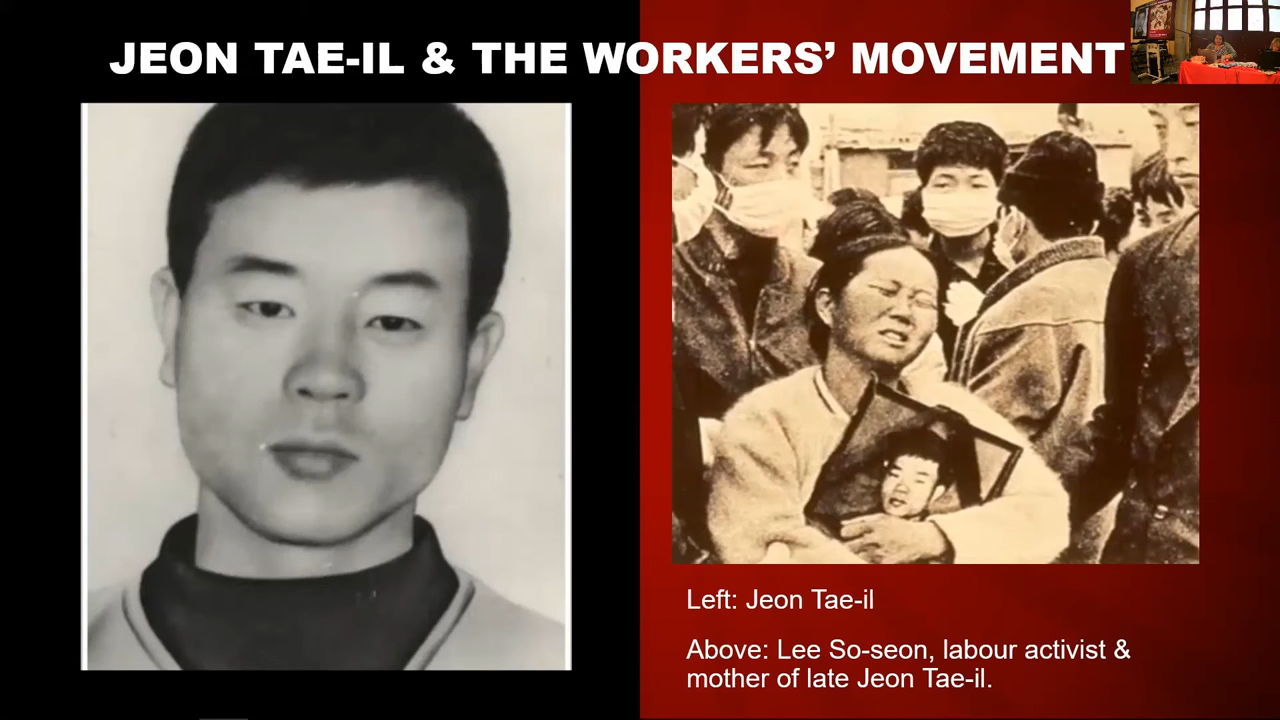 JEON TAE-IL & THE WORKERS’ MOVEMENT
Left: Jeon Tae-il
Above: Lee So-seon, labour activist &
mother of late Jeon Tae-il.